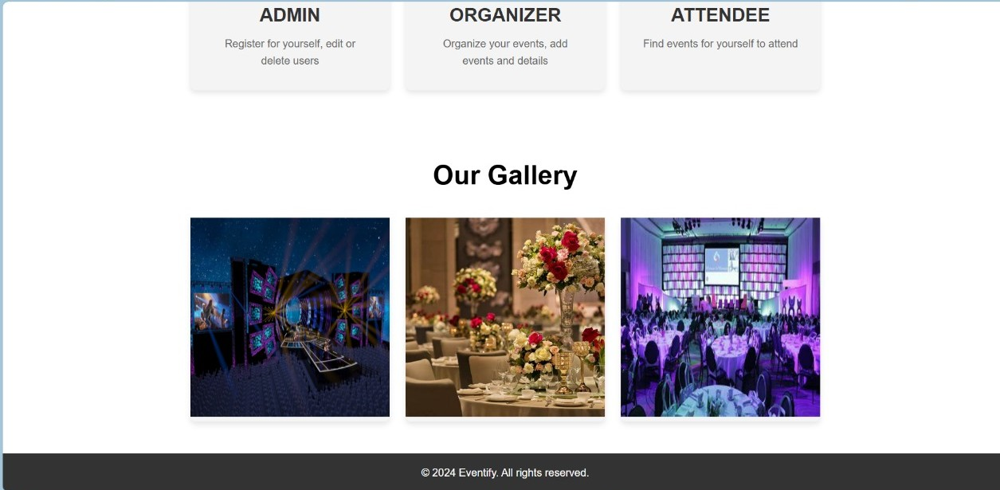 ADMIN
Register for yourself, edit or
delete users
ORGANIZER
Organize your events, add
events and details
ATTENDEE
Find events for yourself to attend
Our Gallery
© 2024 Eventify. All rights reserved.